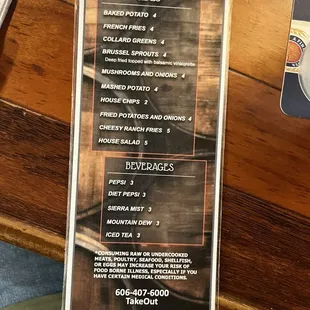 BAKED POTATO 4
FRENCH FRIES 4
COLLARD GREENS 4
BRUSSEL SPROUTS 4
Deep fried topped with balsamic vinaigrette
MUSHROOMS AND ONIONS 4
MASHED POTATO 4
HOUSE CHIPS 2
FRIED POTATOES AND ONIONS 4
CHEESY RANCH FRIES 5
HOUSE SALAD 5
BEVERAGES
PEPSI 3
DIET PEPSI 3
SIERRA MIST 3
MOUNTAIN DEW 3
ICED TEA 3
*CONSUMING RAW OR UNDERCOOKED
MEATS, POULTRY, SEAFOOD, SHELLFISH,
OR EGGS MAY INCREASE YOUR RISK OF
FOOD BORNE ILLNESS, ESPECIALLY IF YOU
HAVE CERTAIN MEDICAL CONDITIONS.
606-407-6000
TakeOut